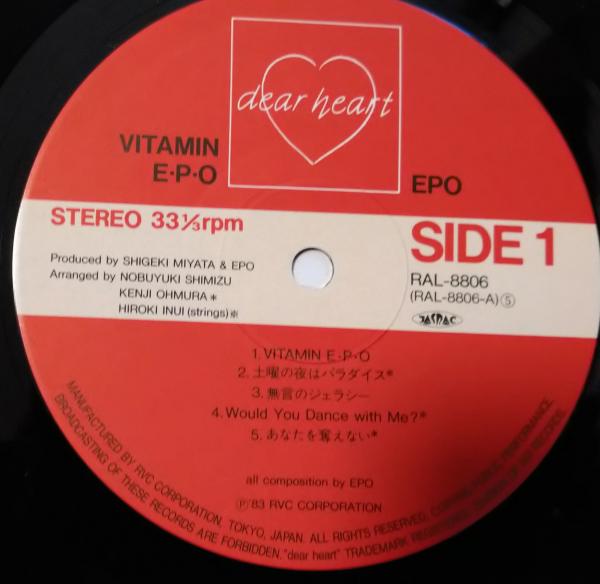 dear heart
VITAMIN
E·P·O
EPO
STEREO 33⅓rpm
SIDE 1
Produced by SHIGEKI MIYATA & EPO
Arranged by NOBUYUKI SHIMIZU
KENJI OHMURA*
HIROKI INUI (strings)※
RAL-8806
(RAL-8806-A)Ⓢ
JASRAC
1. VITAMIN E·P·O
2. 土曜の夜はパラダイス*
3. 無言のジェラシー
4. Would You Dance with Me?*
5. あなたを奪えない*
all composition by EPO
Ⓟ'83 RVC CORPORATION
MANUFACTURED BY RVC CORPORATION, TOKYO, JAPAN. ALL RIGHTS RESERVED. PUBLIC PERFORMANCE
BROADCASTING OF THESE RECORDS ARE FORBIDDEN. "dear heart" TRADEMARK RECORDS.